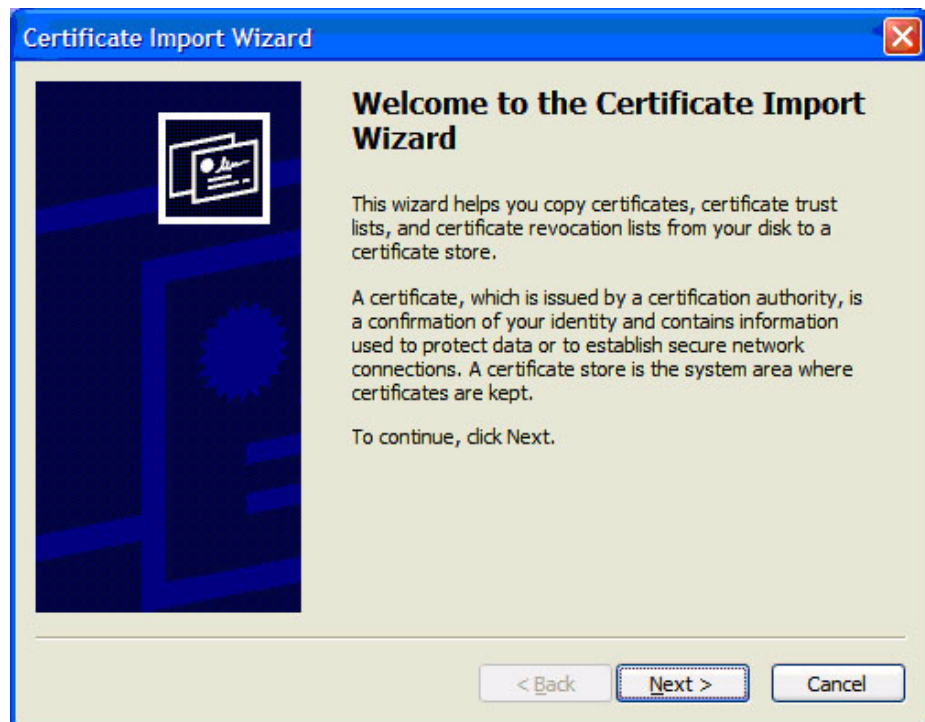 Certificate Import Wizard
Welcome to the Certificate Import
Wizard
This wizard helps you copy certificates, certificate trust
lists, and certificate revocation lists from your disk to a
certificate store.
A certificate, which is issued by a certification authority, is
a confirmation of your identity and contains information
used to protect data or to establish secure network
connections. A certificate store is the system area where
certificates are kept.
To continue, click Next.
< Back
Next >
Cancel